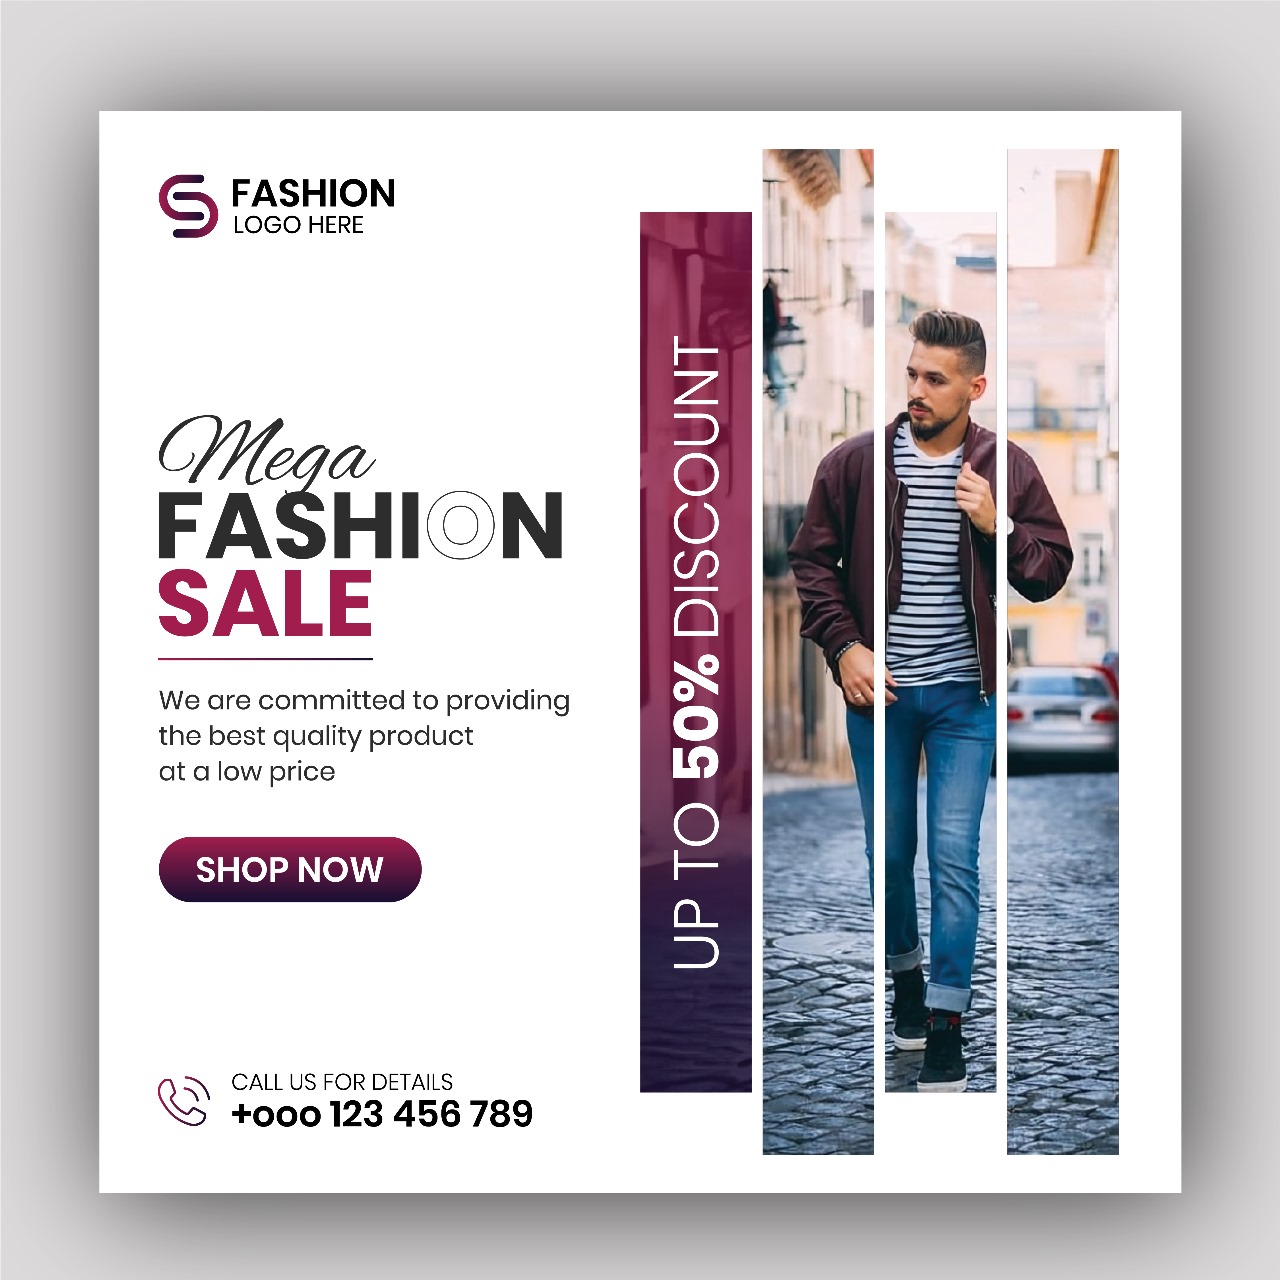 FASHION
LOGO HERE
Mega
FASHION
SALE
We are committed to providing
the best quality product
at a low price
SHOP NOW
CALL US FOR DETAILS
+ooo 123 456 789
UP TO 50% DISCOUNT